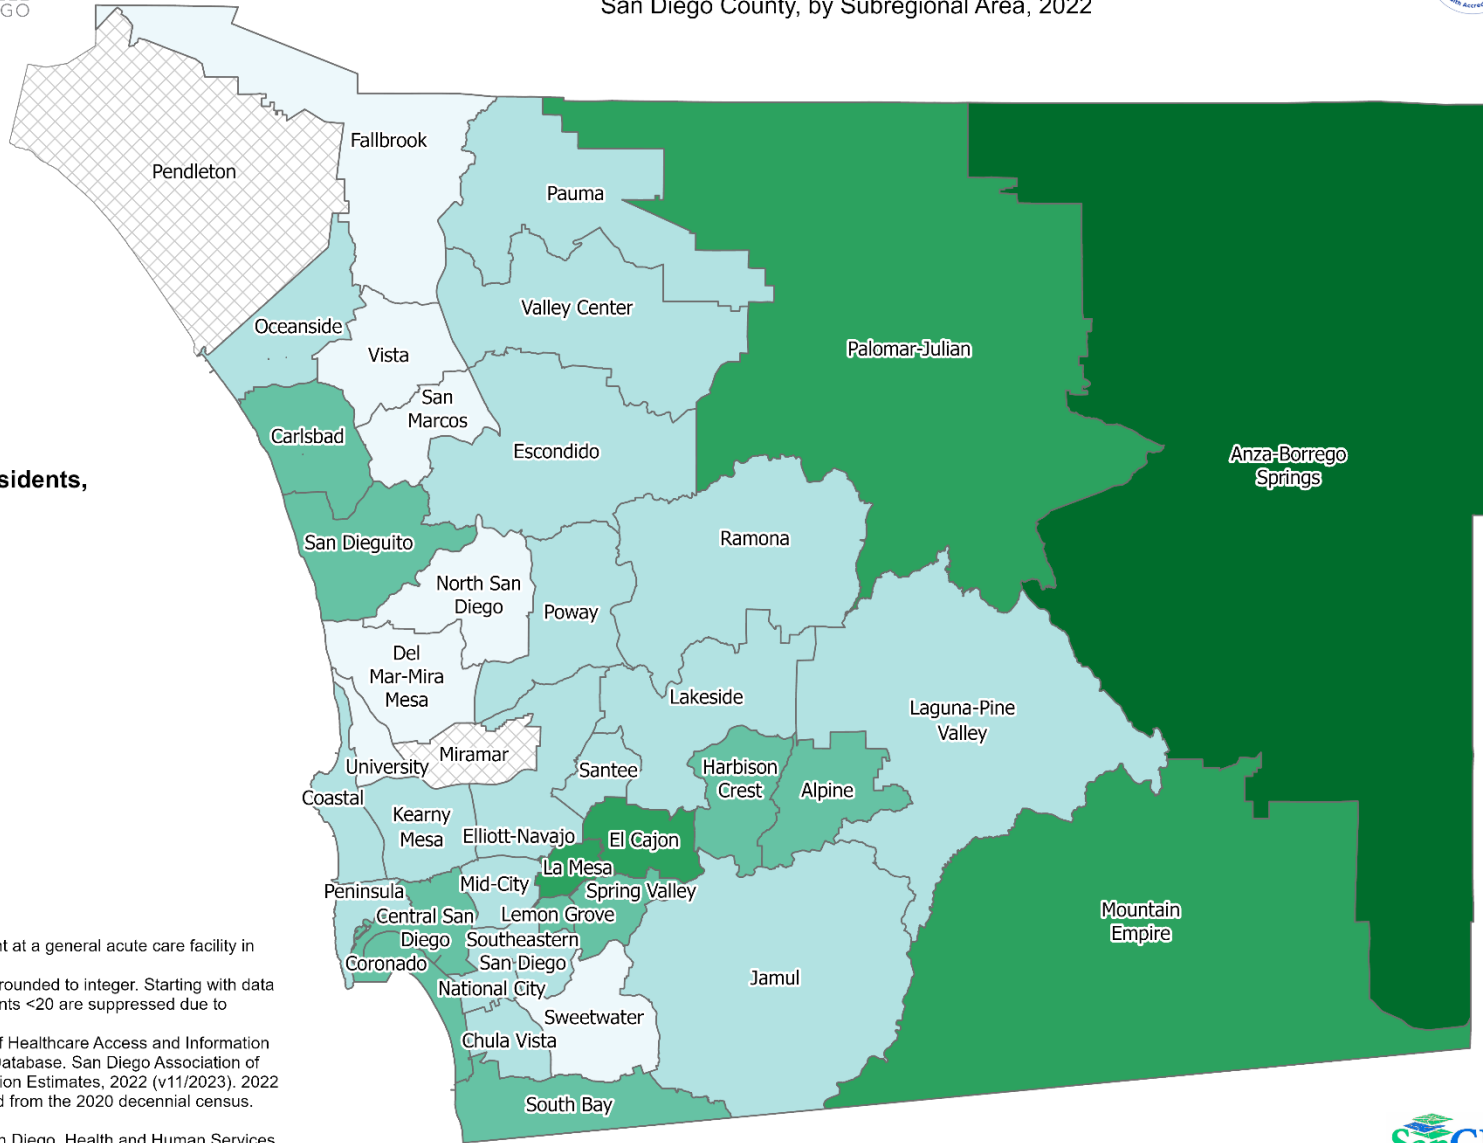 GO
San Diego County, by Subregional Area, 2022
Fallbrook
Pendleton
Pauma
Valley Center
Oceanside
Palomar-Julian
Vista
San
Marcos
Carlsbad
Escondido
Anza-Borrego
Springs
sidents,
Ramona
San Dieguito
North San
Diego
Poway
Del
Mar-Mira
Mesa
Lakeside
Laguna-Pine
Valley
Miramar
University
Santee
Harbison
Crest
Alpine
Coastal
Kearny
Mesa
Elliott-Navajo
El Cajon
La Mesa
Mid-City
Peninsula
Spring Valley
Central San
Diego
Lemon Grove
Mountain
Empire
Southeastern
San Diego
Coronado
Jamul
National City
Sweetwater
Chula Vista
South Bay
nt at a general acute care facility in
rounded to integer. Starting with data
nts <20 are suppressed due to
f Healthcare Access and Information
Database. San Diego Association of
ion Estimates, 2022 (v11/2023). 2022
d from the 2020 decennial census.
n Diego, Health and Human Services